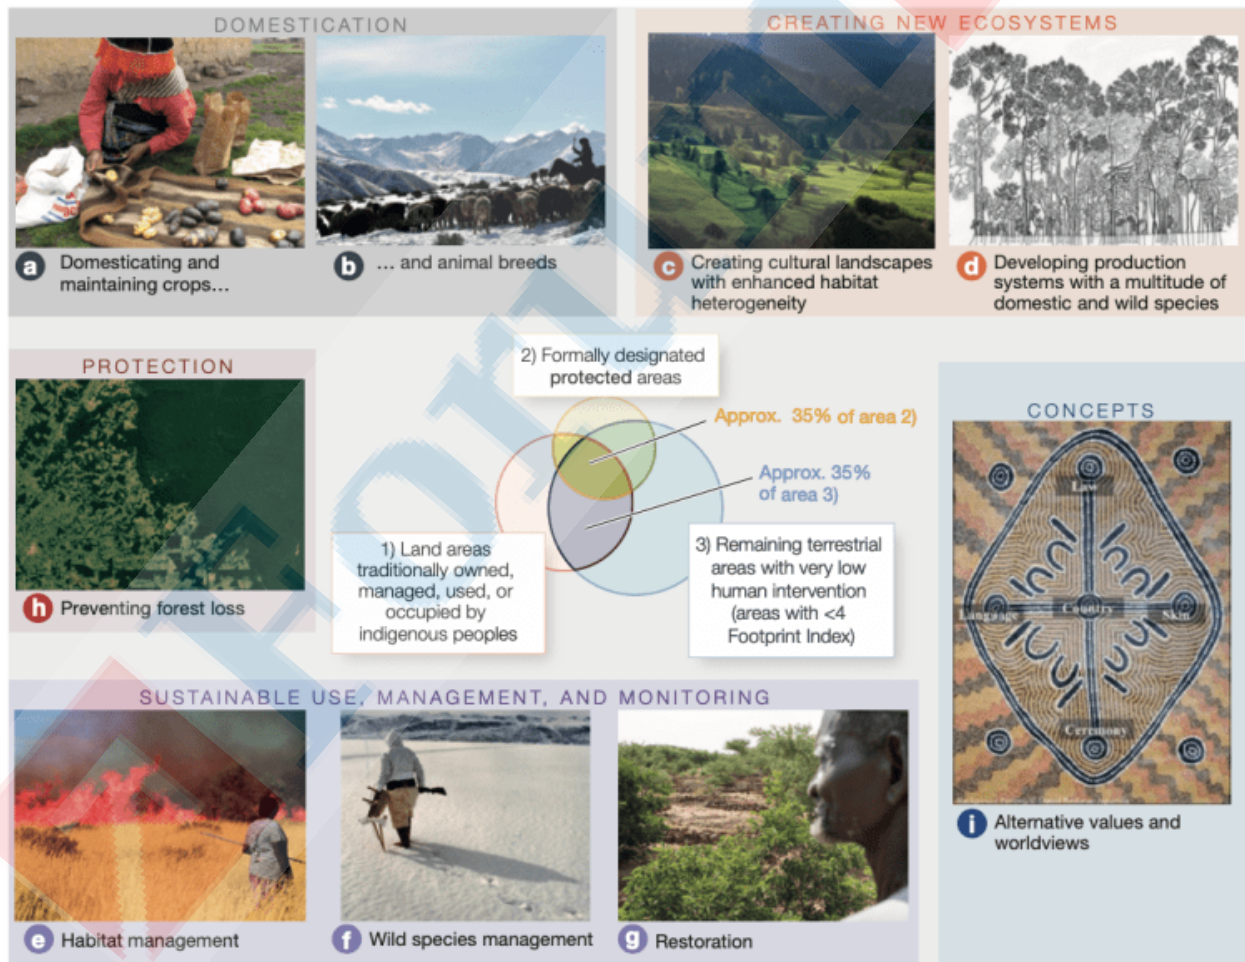 DOMESTICATION
a Domesticating and
maintaining crops...
b ... and animal breeds
CREATING NEW ECOSYSTEMS
c Creating cultural landscapes
with enhanced habitat
heterogeneity
d Developing production
systems with a multitude of
domestic and wild species
PROTECTION
h Preventing forest loss
2) Formally designated
protected areas
Approx. 35% of area 2)
Approx. 35%
of area 3)
1) Land areas
traditionally owned,
managed, used, or
occupied by
indigenous peoples
3) Remaining terrestrial
areas with very low
human intervention
(areas with <4
Footprint Index)
CONCEPTS
Law
Language
Country
Skin
Ceremony
i Alternative values and
worldviews
SUSTAINABLE USE, MANAGEMENT, AND MONITORING
e Habitat management
f Wild species management
g Restoration